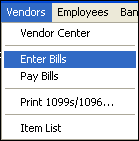 Vendors Employees Ban
Vendor Center
Enter Bills
Pay Bills
Print 1099s/1096...
Item List